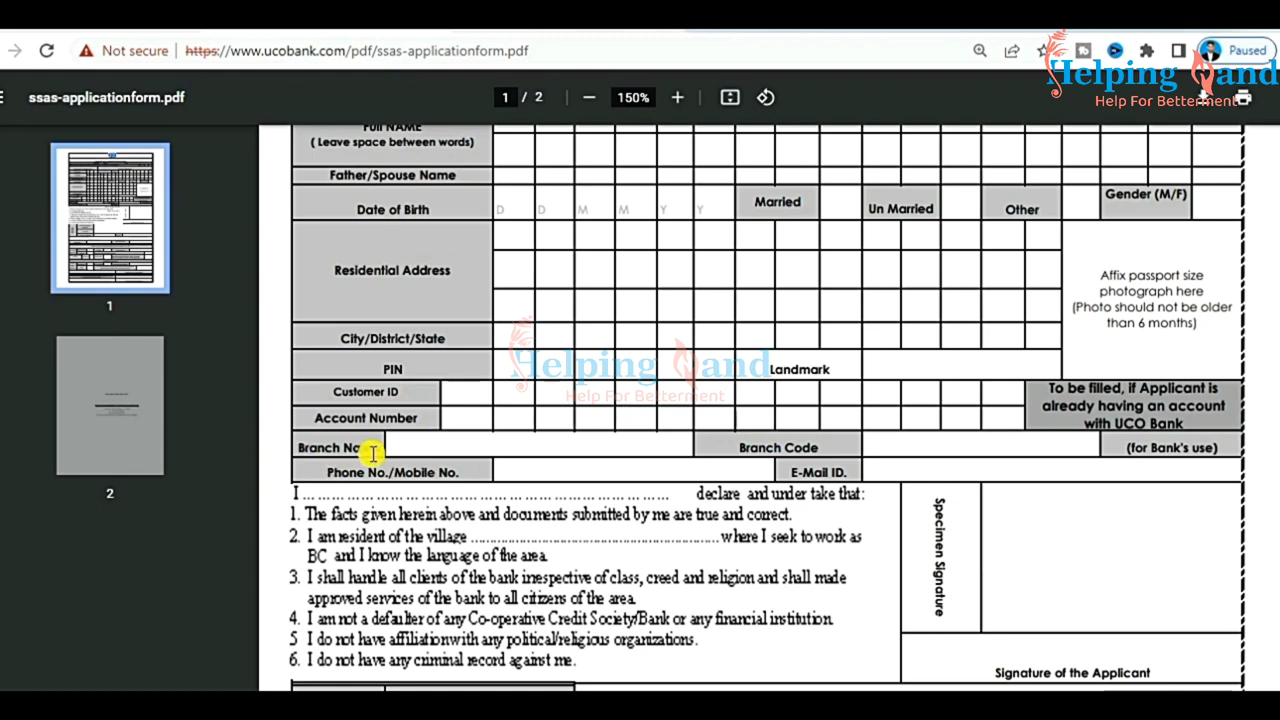 Not secure
https://www.ucobank.com/pdf/ssas-applicationform.pdf
Paused
Helping Hand
Help For Betterment
ssas-applicationform.pdf
1 / 2
150%
1
2
Full NAME
( Leave space between words)
Father/Spouse Name
Date of Birth
D D M M Y Y
Married
Un Married
Other
Gender (M/F)
Residential Address
Affix passport size
photograph here
(Photo should not be older
than 6 months)
City/District/State
PIN
Landmark
Helping Hand
Help For Betterment
Customer ID
Account Number
To be filled, if Applicant is
already having an account
with UCO Bank
Branch Name
Branch Code
(for Bank's use)
Phone No./Mobile No.
E-Mail ID.
I ................................................................ declare and under take that:
1. The facts given herein above and documents submitted by me are true and correct.
2. I am resident of the village .............................................................. where I seek to work as
BC and I know the language of the area.
3. I shall handle all clients of the bank irrespective of class, creed and religion and shall made
approved services of the bank to all citizens of the area.
4. I am not a defaulter of any Co-operative Credit Society/Bank or any financial institution.
5 I do not have affiliation with any political/religious organizations.
6. I do not have any criminal record against me.
Specimen Signature
Signature of the Applicant